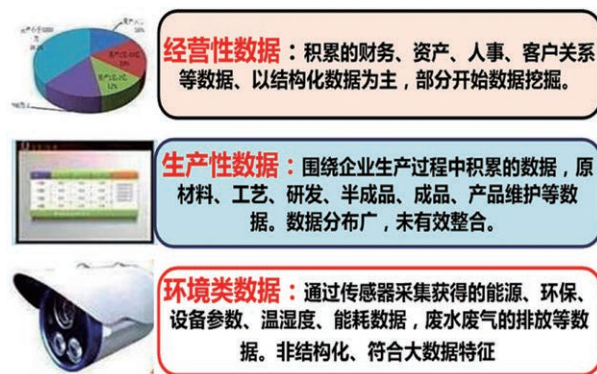 经营性数据：积累的财务、资产、人事、客户关系
等数据、以结构化数据为主，部分开始数据挖掘。
生产性数据：围绕企业生产过程中积累的数据，原
材料、工艺、研发、半成品、成品、产品维护等数
据。数据分布广，未有效整合。
环境类数据：通过传感器采集获得的能源、环保、
设备参数、温湿度、能耗数据，废水废气的排放等数
据。非结构化、符合大数据特征